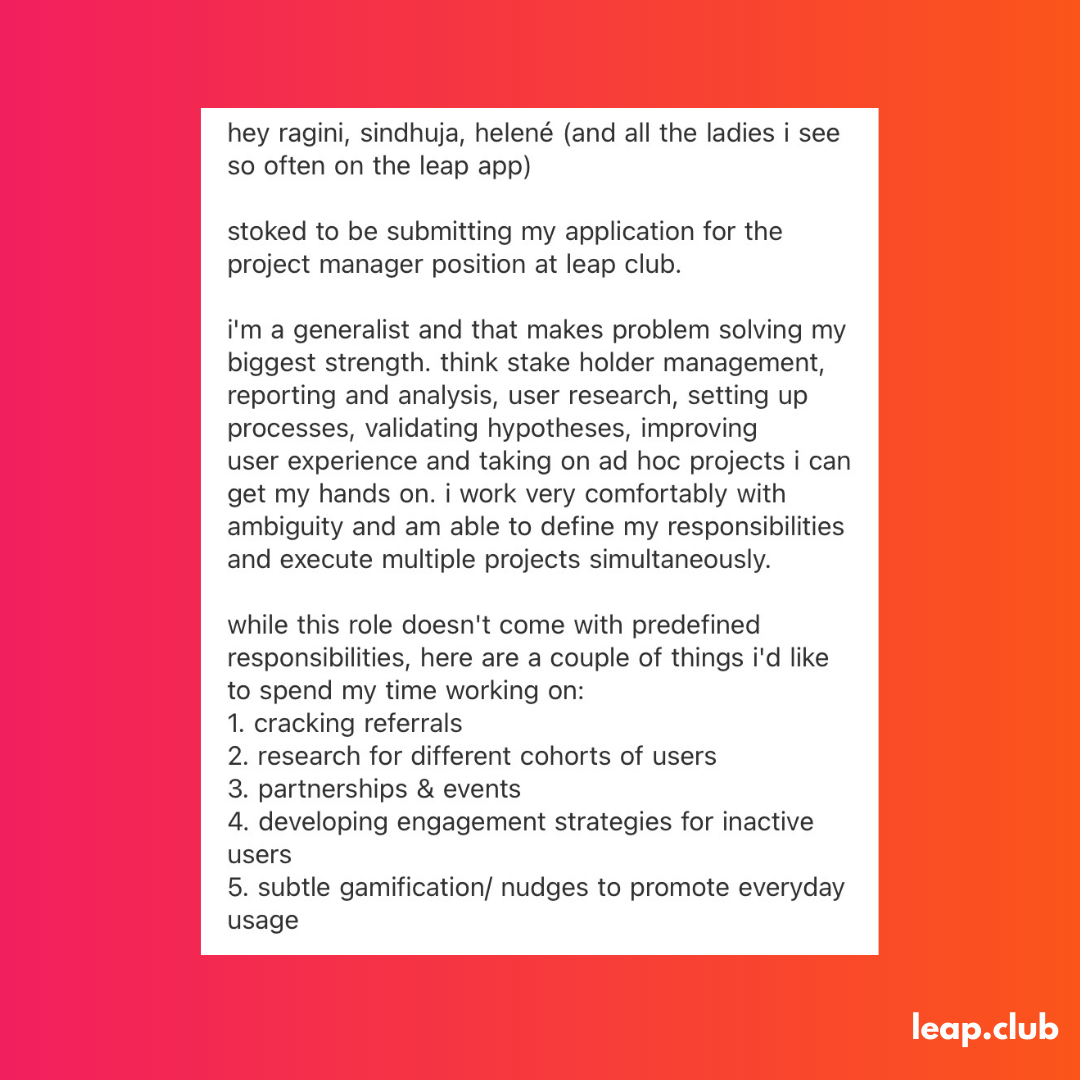 hey ragini, sindhuja, helené (and all the ladies i see
so often on the leap app)
stoked to be submitting my application for the
project manager position at leap club.
i'm a generalist and that makes problem solving my
biggest strength. think stake holder management,
reporting and analysis, user research, setting up
processes, validating hypotheses, improving
user experience and taking on ad hoc projects i can
get my hands on. i work very comfortably with
ambiguity and am able to define my responsibilities
and execute multiple projects simultaneously.
while this role doesn't come with predefined
responsibilities, here are a couple of things i'd like
to spend my time working on:
1. cracking referrals
2. research for different cohorts of users
3. partnerships & events
4. developing engagement strategies for inactive
users
5. subtle gamification/ nudges to promote everyday
usage
leap.club